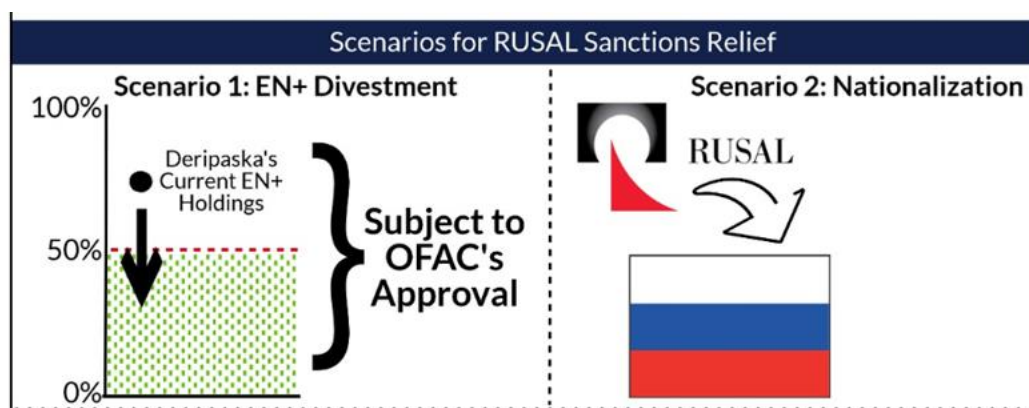 Scenarios for RUSAL Sanctions Relief
Scenario 1: EN+ Divestment
100%
Deripaska's
Current EN+
Holdings
50%
Subject to
OFAC's
Approval
0%
Scenario 2: Nationalization
RUSAL